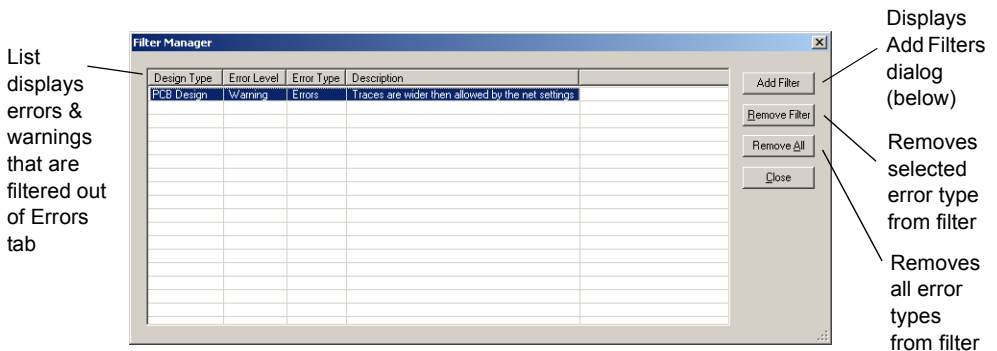 List
displays
errors &
warnings
that are
filtered out
of Errors
tab
Filter Manager
Design Type Error Level Error Type Description
PCB Design Warning Errors Traces are wider then allowed by the net settings
Add Filter
Remove Filter
Remove All
Close
Displays
Add Filters
dialog
(below)
Removes
selected
error type
from filter
Removes
all error
types
from filter